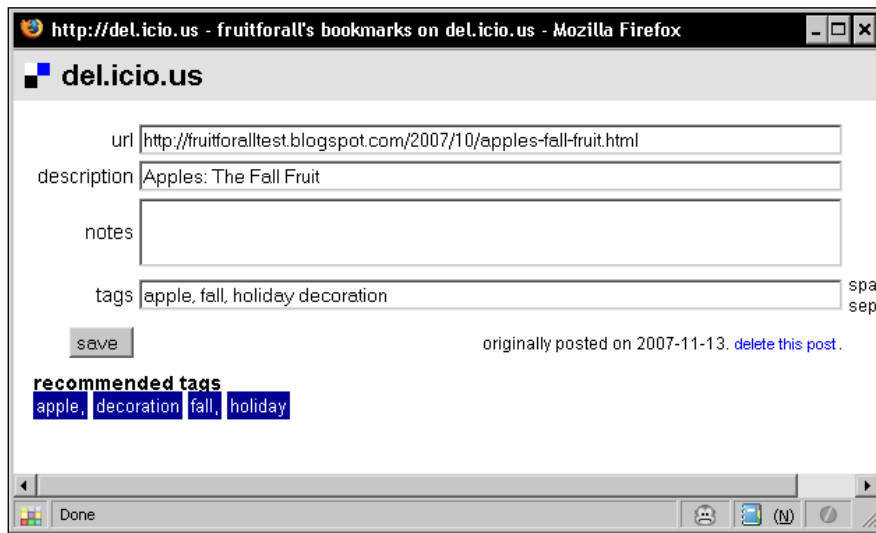 http://del.icio.us - fruitforall's bookmarks on del.icio.us - Mozilla Firefox
del.icio.us
url http://fruitforalltest.blogspot.com/2007/10/apples-fall-fruit.html
description Apples: The Fall Fruit
notes
tags apple, fall, holiday decoration spa
sep
save originally posted on 2007-11-13. delete this post.
recommended tags
apple, decoration fall, holiday
Done (N)